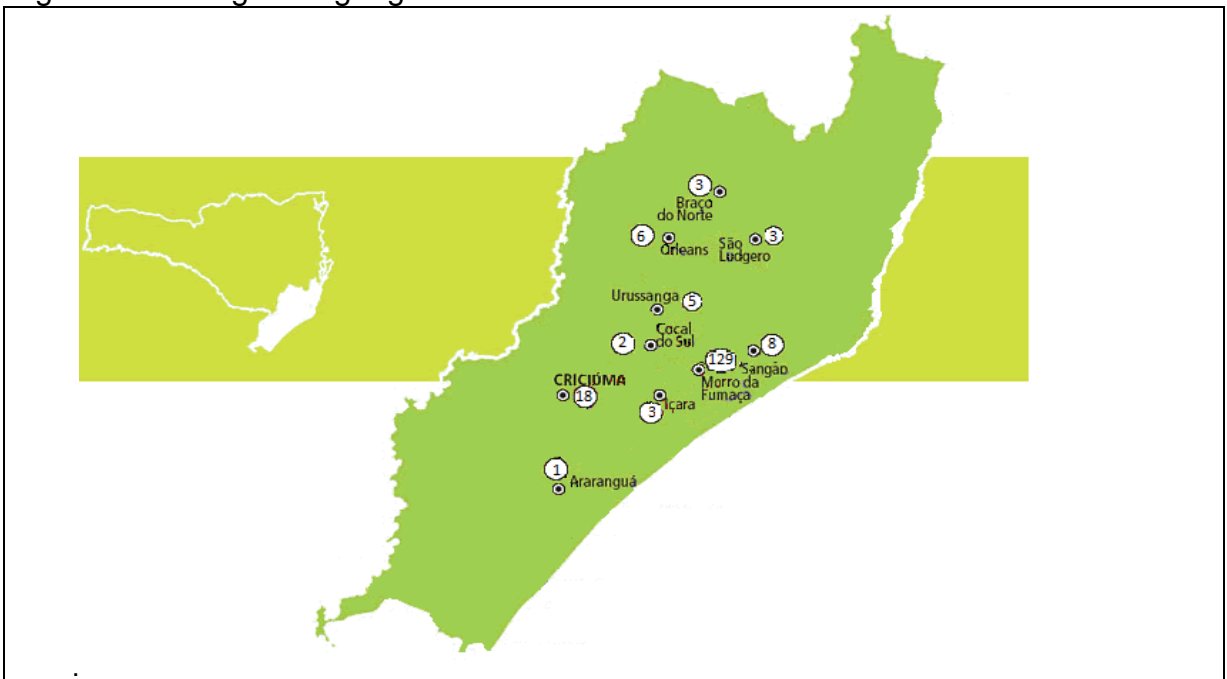 3
Braço
do Norte
6
Orleans
São
Ludgero
3
Urussanga
5
Cocal
do Sul
2
129
Sangão
8
Morro da
Fumaça
CRICIÚMA
18
Içara
3
1
Araranguá